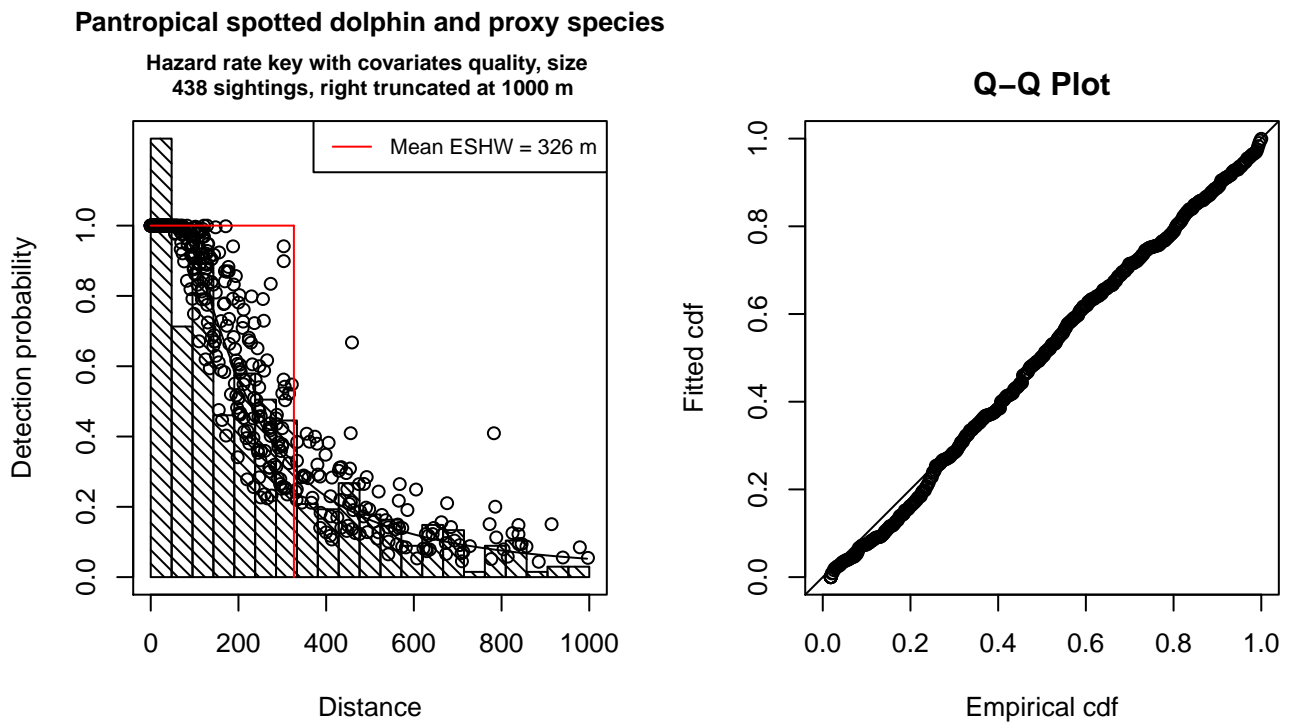 Pantropical spotted dolphin and proxy species
Hazard rate key with covariates quality, size
438 sightings, right truncated at 1000 m
Mean ESHW = 326 m
Detection probability
0.0 0.2 0.4 0.6 0.8 1.0
0 200 400 600 800 1000
Distance
Q−Q Plot
Fitted cdf
0.0 0.2 0.4 0.6 0.8 1.0
0.0 0.2 0.4 0.6 0.8 1.0
Empirical cdf